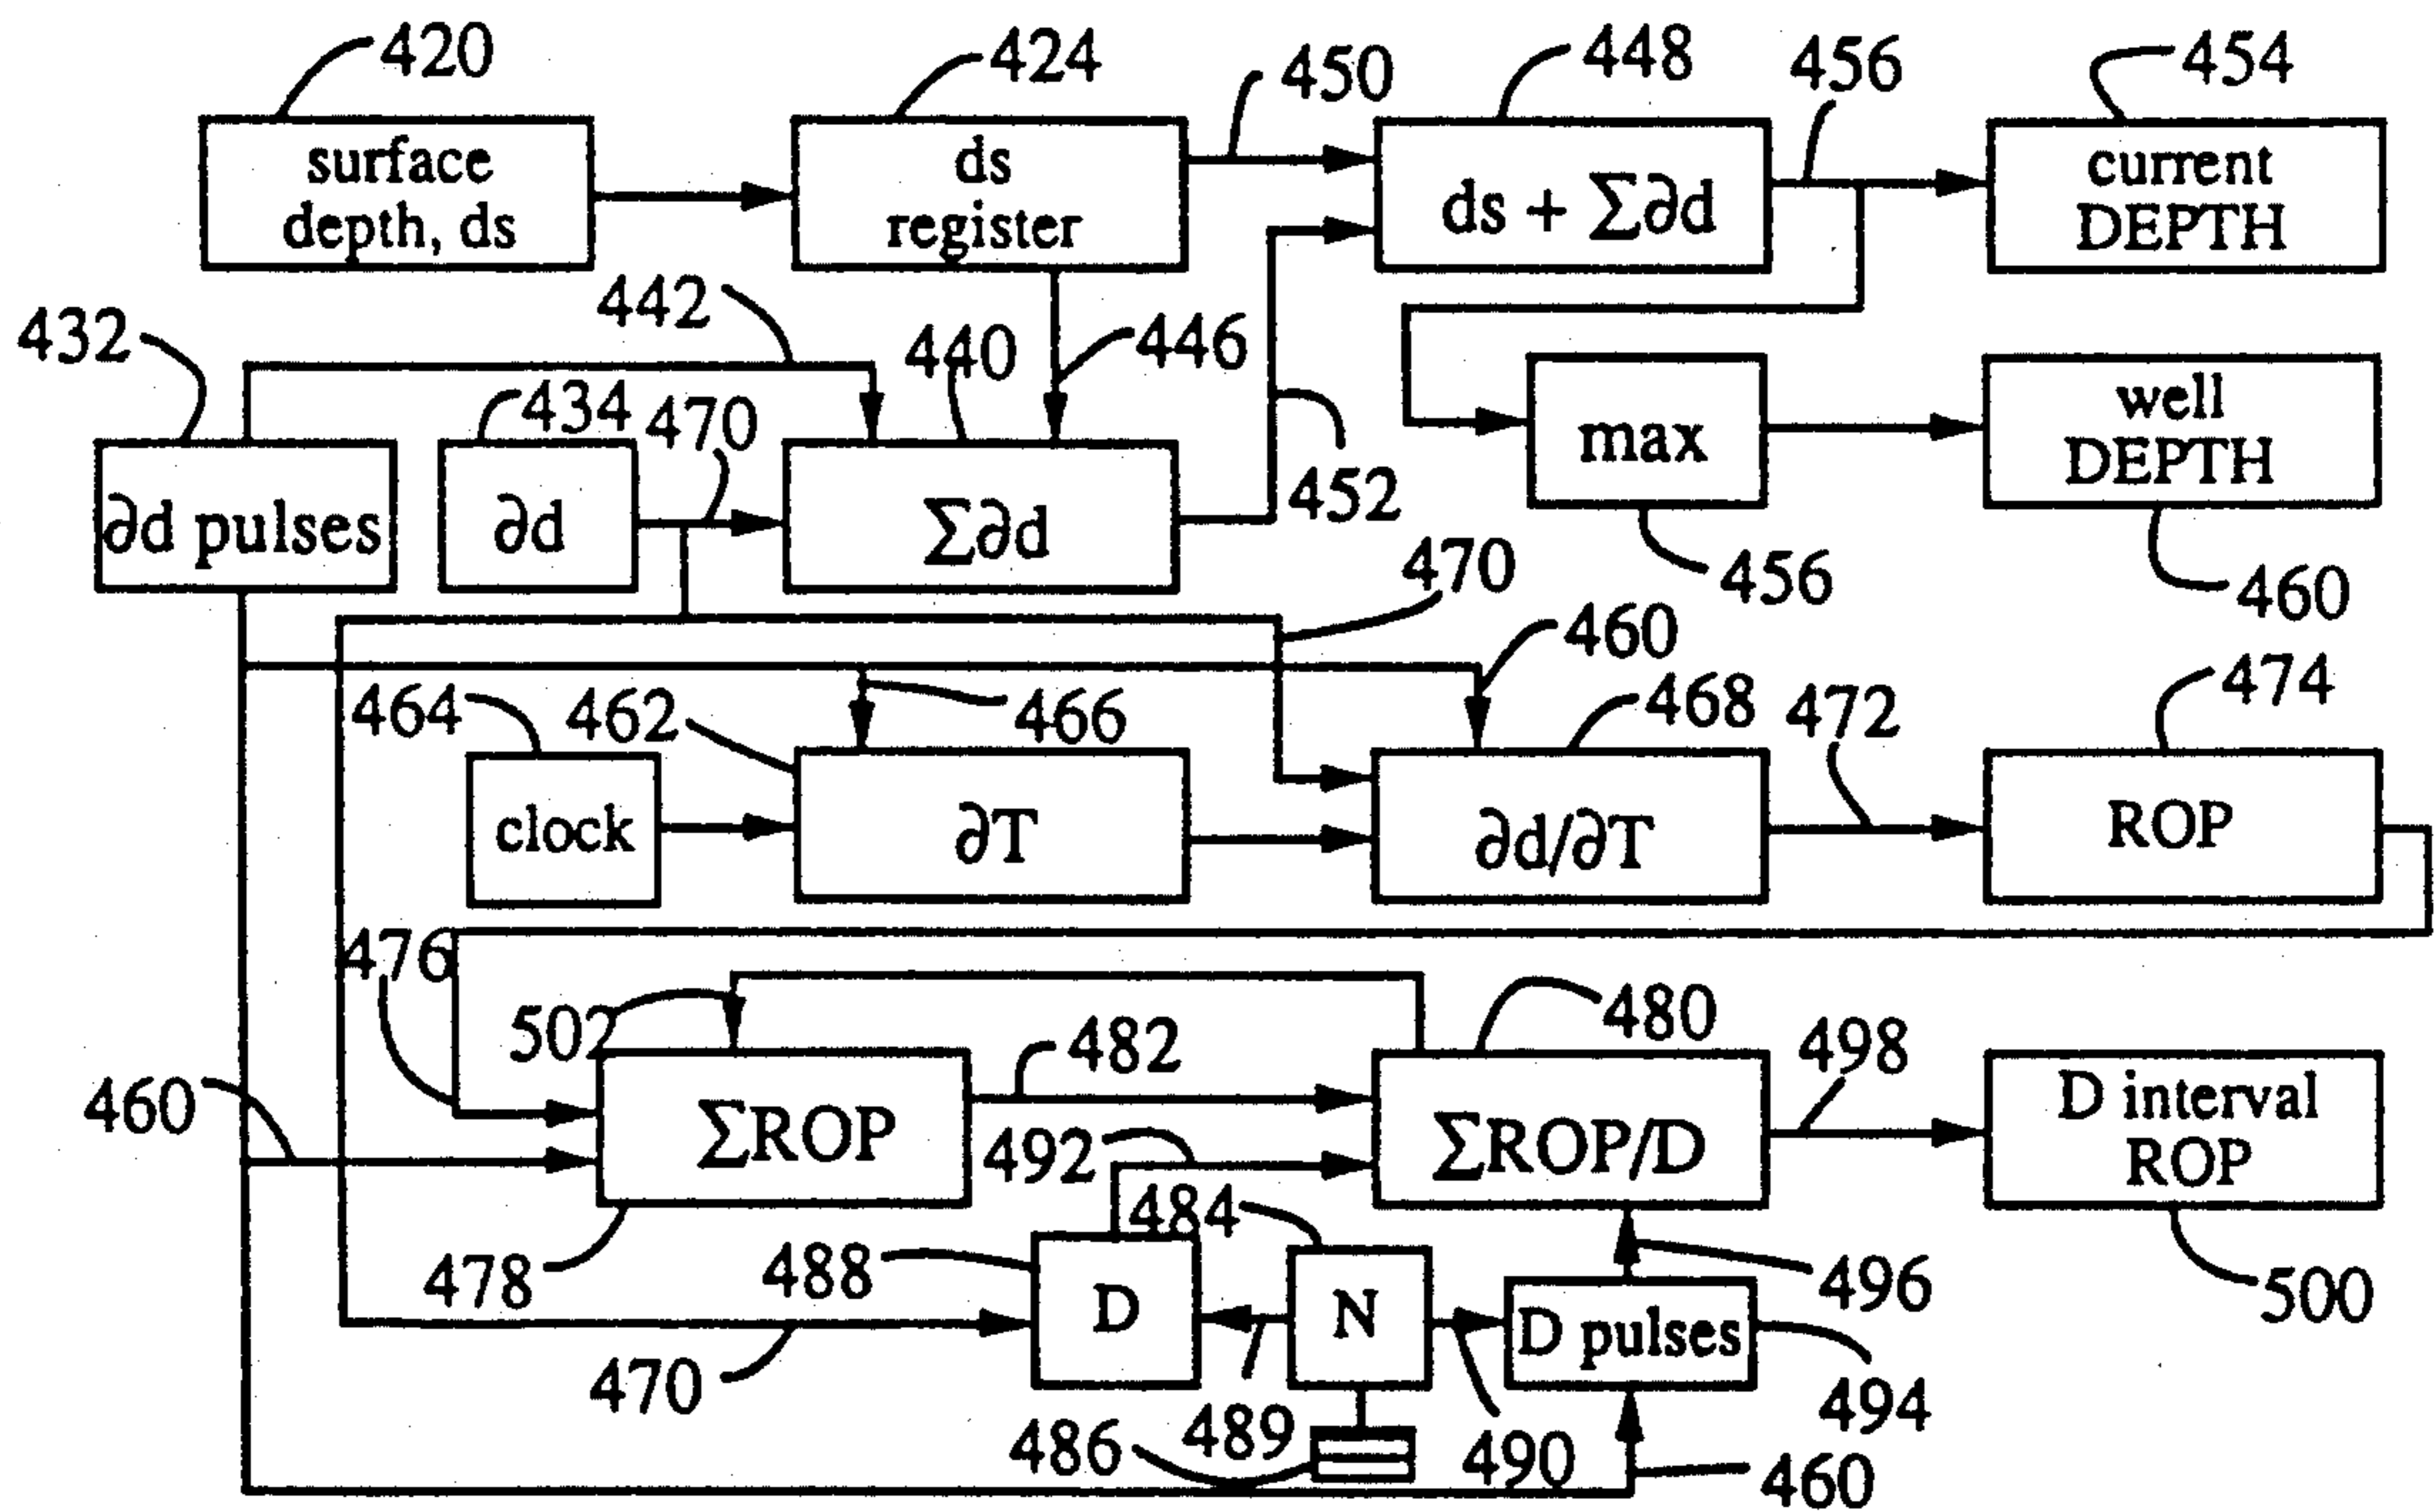 420
424
450
448
456
454
surface
depth, ds
ds
register
ds + Σ∂d
current
DEPTH
432
442
440
446
434
470
452
∂d pulses
∂d
Σ∂d
max
well
DEPTH
470
456
460
460
464
462
466
468
472
474
clock
∂T
∂d/∂T
ROP
476
502
482
480
498
460
ΣROP
492
ΣROP/D
D interval
ROP
478
488
484
496
500
D
N
D pulses
470
489
486
490
494
460